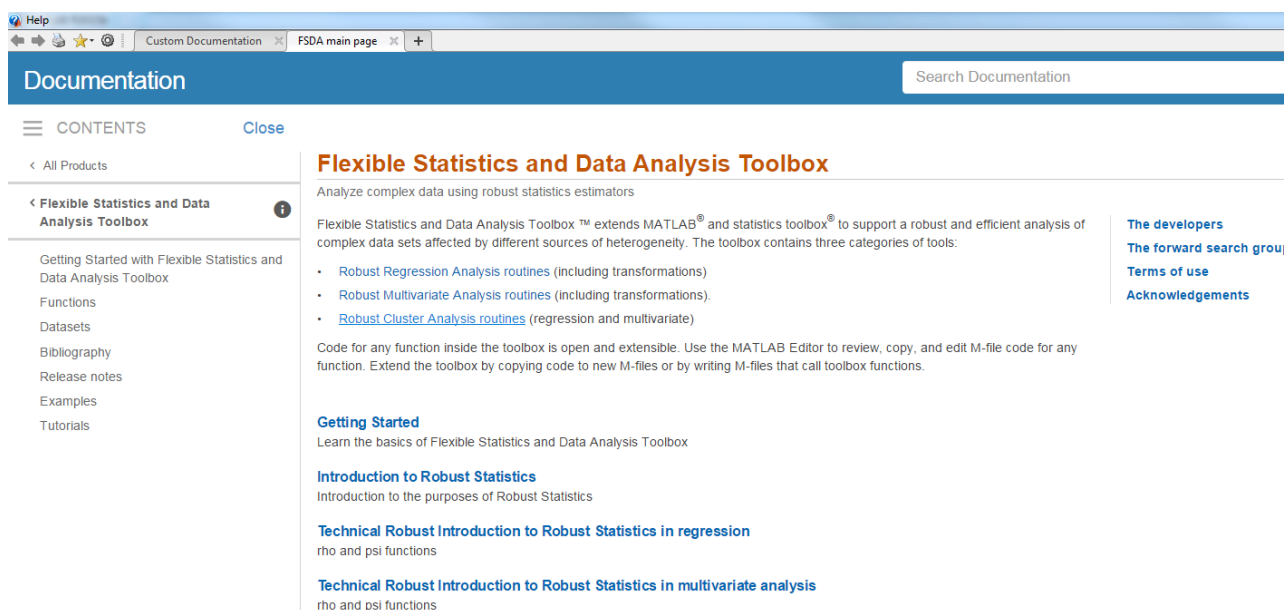 Help
Custom Documentation
FSDA main page
Documentation
Search Documentation
CONTENTS
Close
< All Products
< Flexible Statistics and Data
Analysis Toolbox
Getting Started with Flexible Statistics and
Data Analysis Toolbox
Functions
Datasets
Bibliography
Release notes
Examples
Tutorials
Flexible Statistics and Data Analysis Toolbox
Analyze complex data using robust statistics estimators
Flexible Statistics and Data Analysis Toolbox ™ extends MATLAB® and statistics toolbox® to support a robust and efficient analysis of
complex data sets affected by different sources of heterogeneity. The toolbox contains three categories of tools:
• Robust Regression Analysis routines (including transformations)
• Robust Multivariate Analysis routines (including transformations).
• Robust Cluster Analysis routines (regression and multivariate)
Code for any function inside the toolbox is open and extensible. Use the MATLAB Editor to review, copy, and edit M-file code for any
function. Extend the toolbox by copying code to new M-files or by writing M-files that call toolbox functions.
Getting Started
Learn the basics of Flexible Statistics and Data Analysis Toolbox
Introduction to Robust Statistics
Introduction to the purposes of Robust Statistics
Technical Robust Introduction to Robust Statistics in regression
rho and psi functions
Technical Robust Introduction to Robust Statistics in multivariate analysis
rho and psi functions
The developers
The forward search group
Terms of use
Acknowledgements